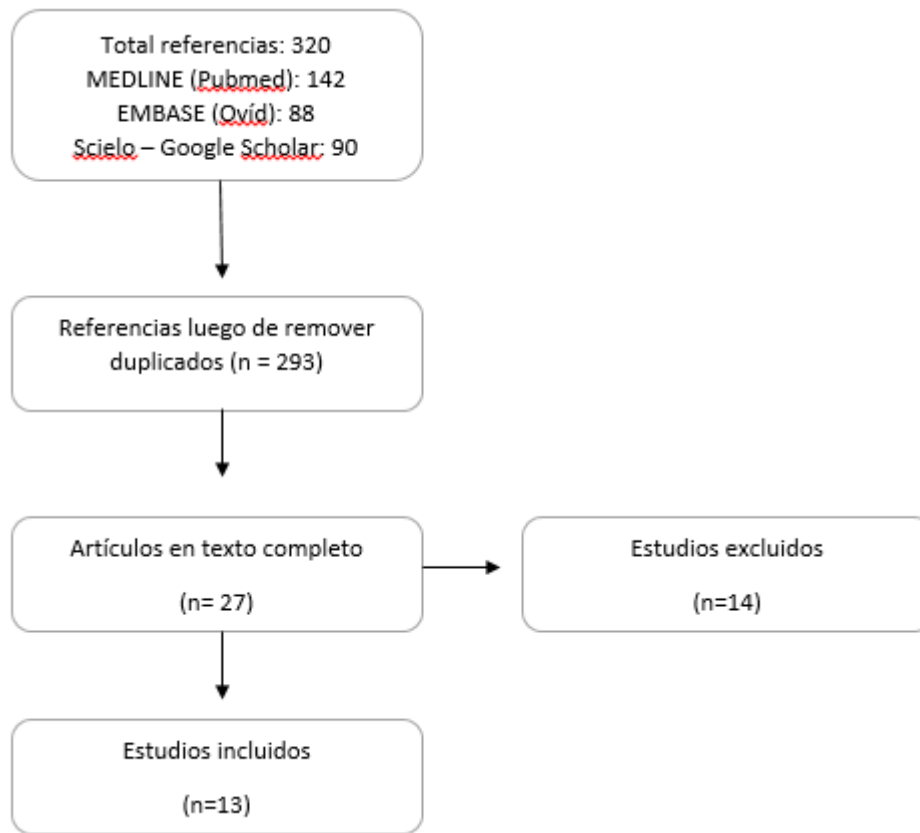 Total referencias: 320
MEDLINE (Pubmed): 142
EMBASE (Ovíd): 88
Scielo – Google Scholar: 90
Referencias luego de remover
duplicados (n = 293)
Artículos en texto completo
(n= 27)
Estudios excluidos
(n=14)
Estudios incluidos
(n=13)